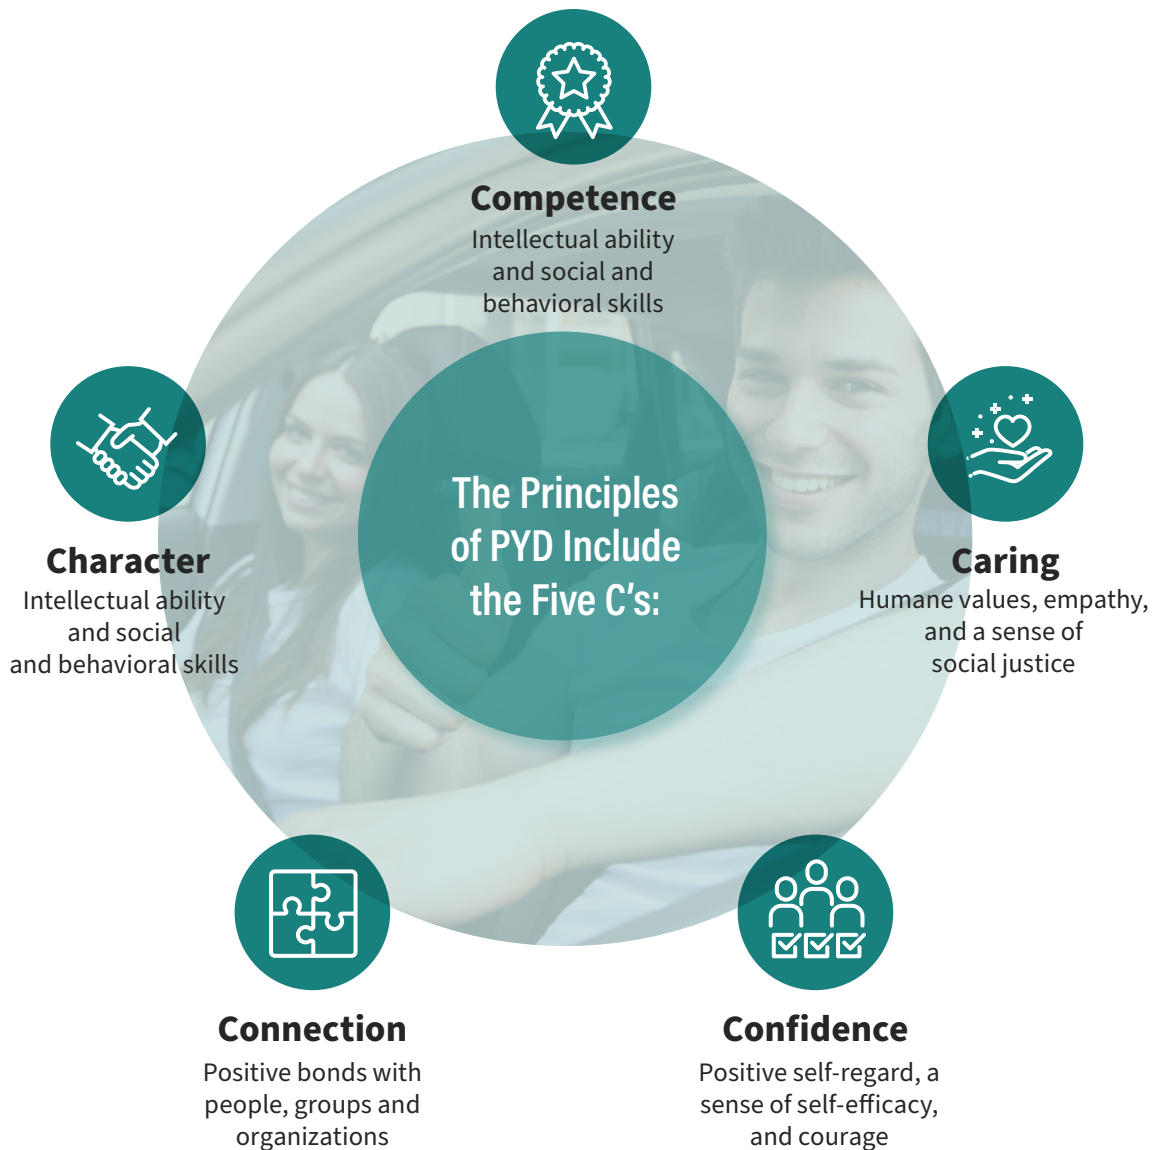 Competence
Intellectual ability
and social and
behavioral skills
The Principles
of PYD Include
the Five C's:
Character
Intellectual ability
and social
and behavioral skills
Caring
Humane values, empathy,
and a sense of
social justice
Connection
Positive bonds with
people, groups and
organizations
Confidence
Positive self-regard, a
sense of self-efficacy,
and courage